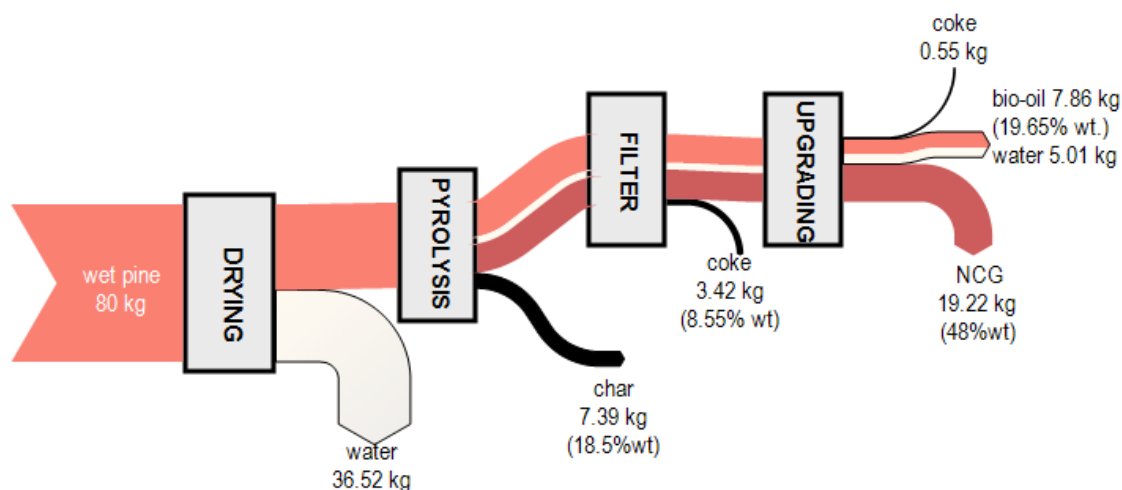 wet pine
80 kg
DRYING
water
36.52 kg
PYROLYSIS
char
7.39 kg
(18.5%wt)
FILTER
coke
3.42 kg
(8.55% wt)
UPGRADING
coke
0.55 kg
bio-oil 7.86 kg
(19.65% wt.)
water 5.01 kg
NCG
19.22 kg
(48%wt)